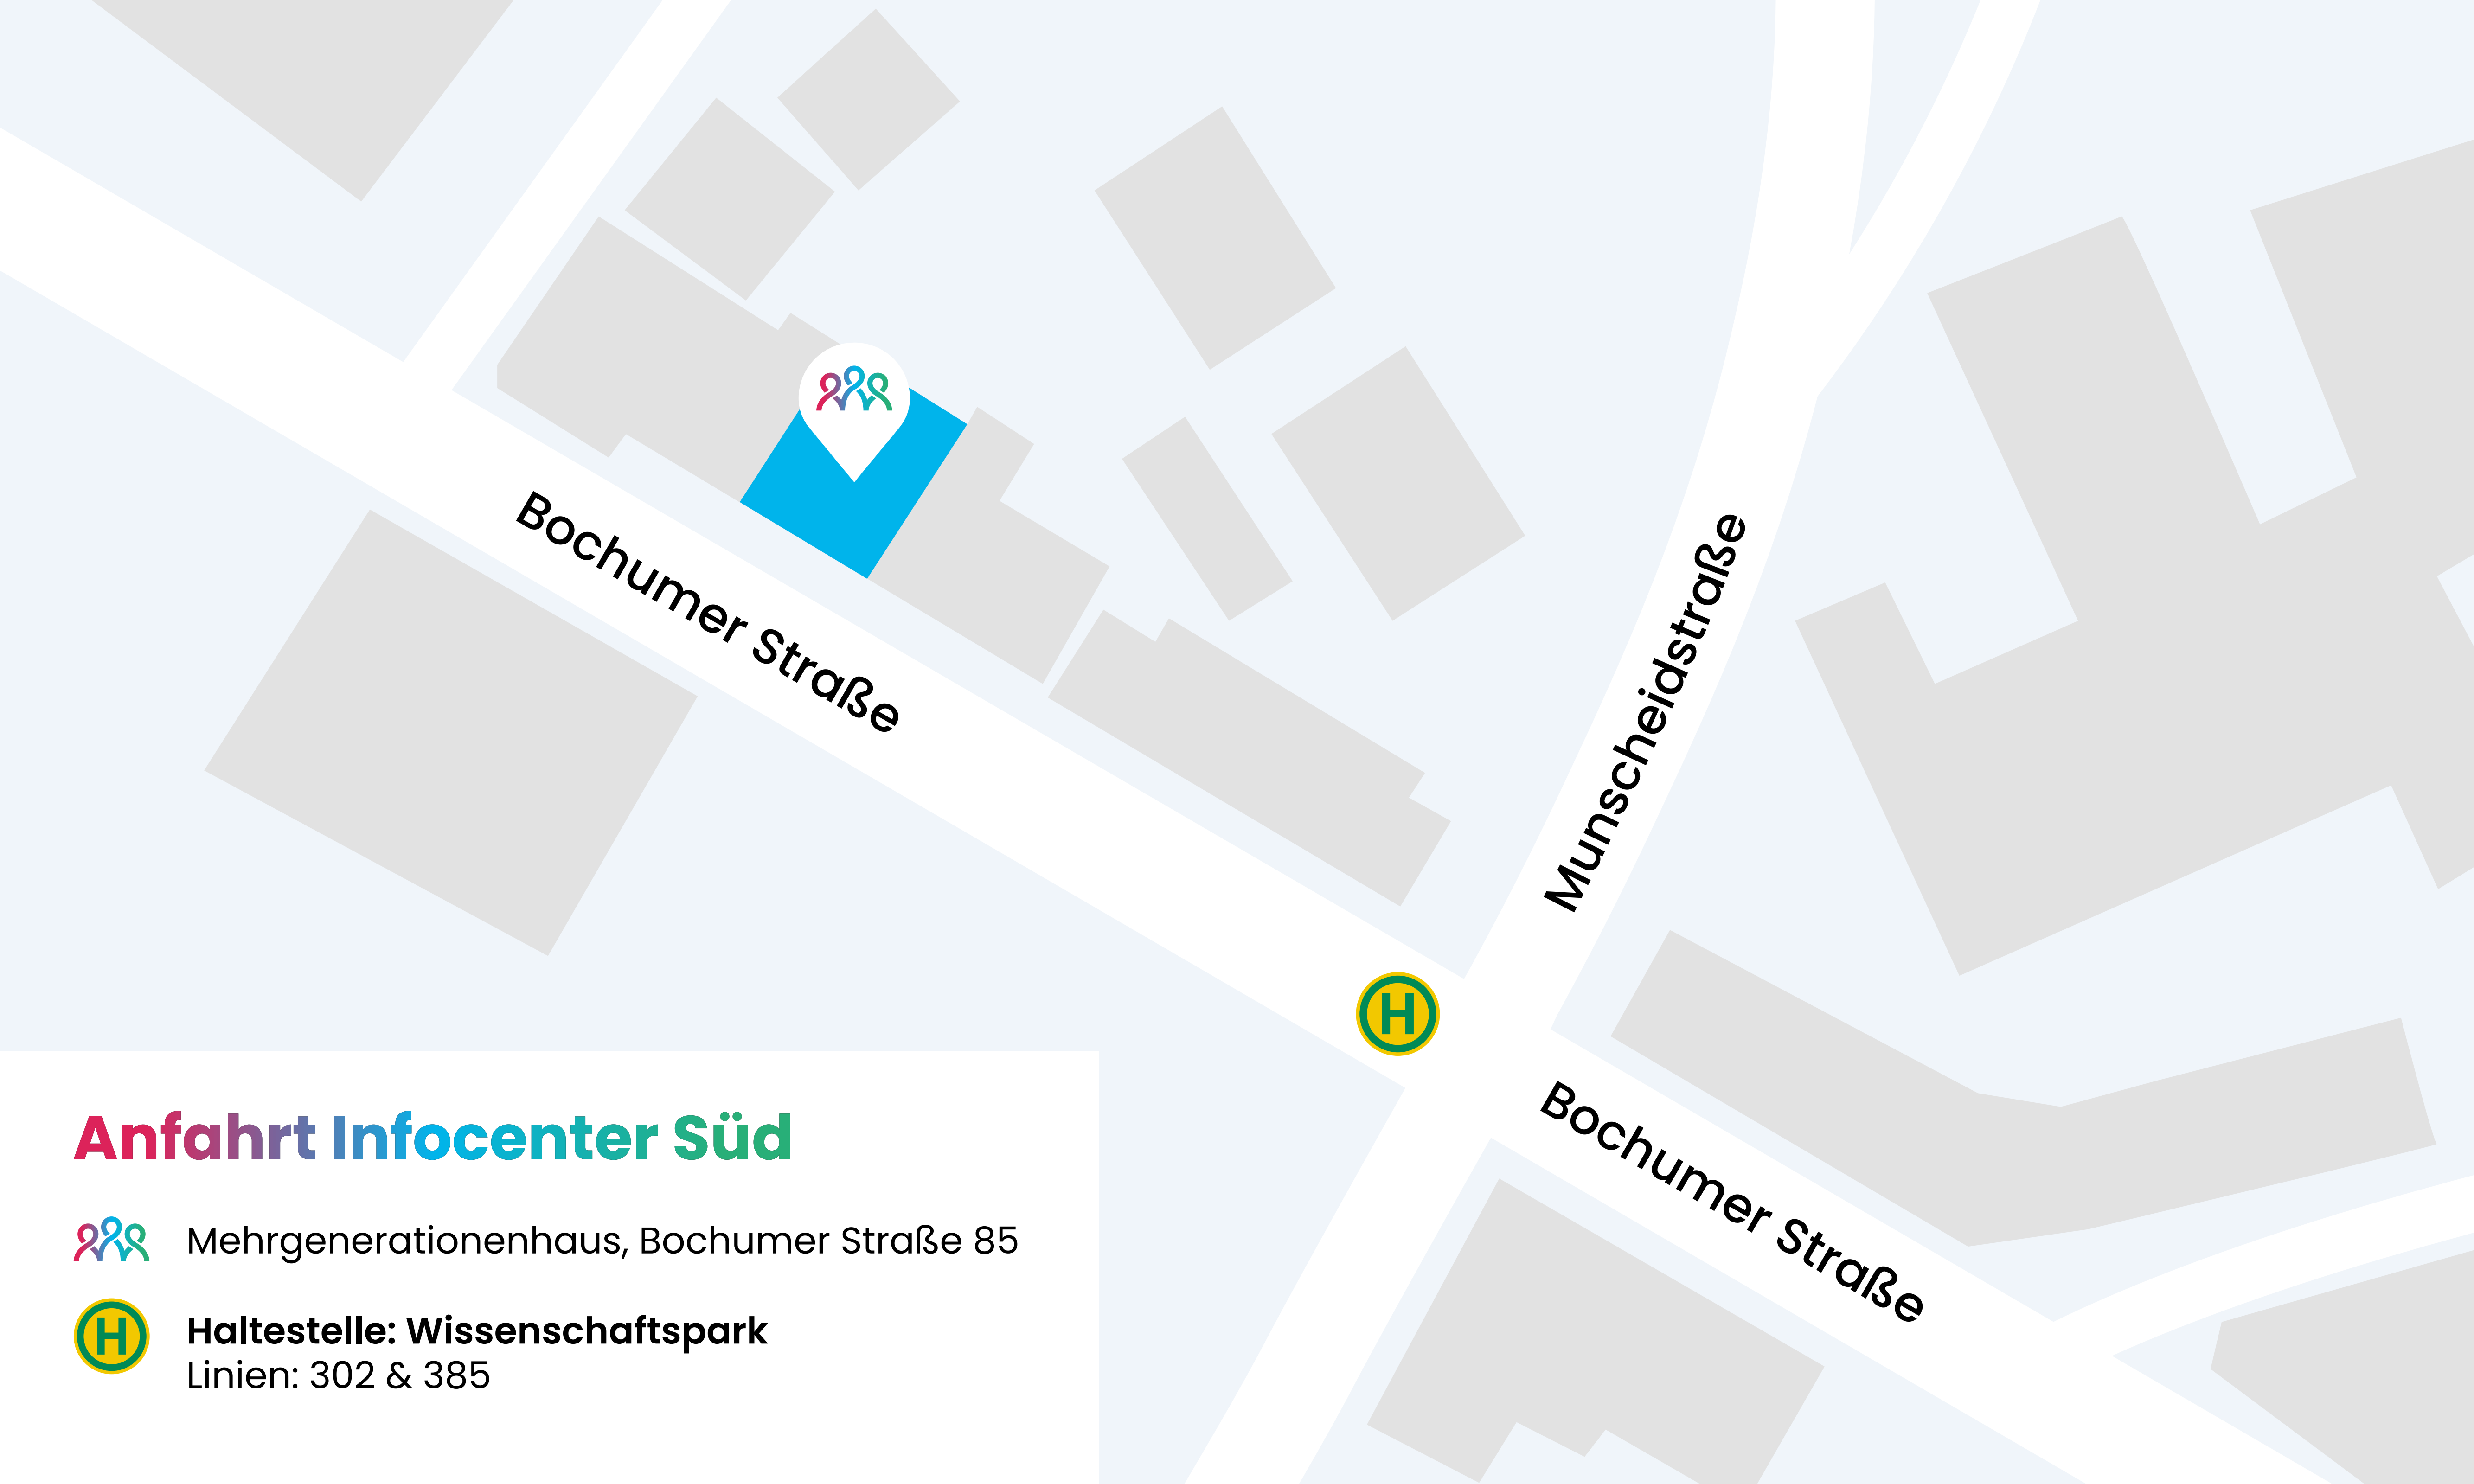 Bochumer Straße
Munscheidstraße
H
Bochumer Straße
Anfahrt Infocenter Süd
Mehrgenerationenhaus, Bochumer Straße 85
H
Haltestelle: Wissenschaftspark
Linien: 302 & 385